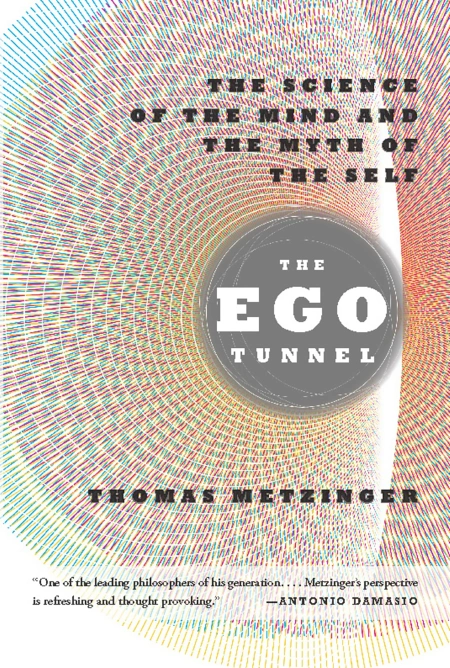 THE SCIENCE
OF THE MIND AND
THE MYTH OF
THE SELF
THE
EGO
TUNNEL
THOMAS METZINGER
“One of the leading philosophers of his generation. . . . Metzinger’s perspective
is refreshing and thought provoking.” —ANTONIO DAMASIO